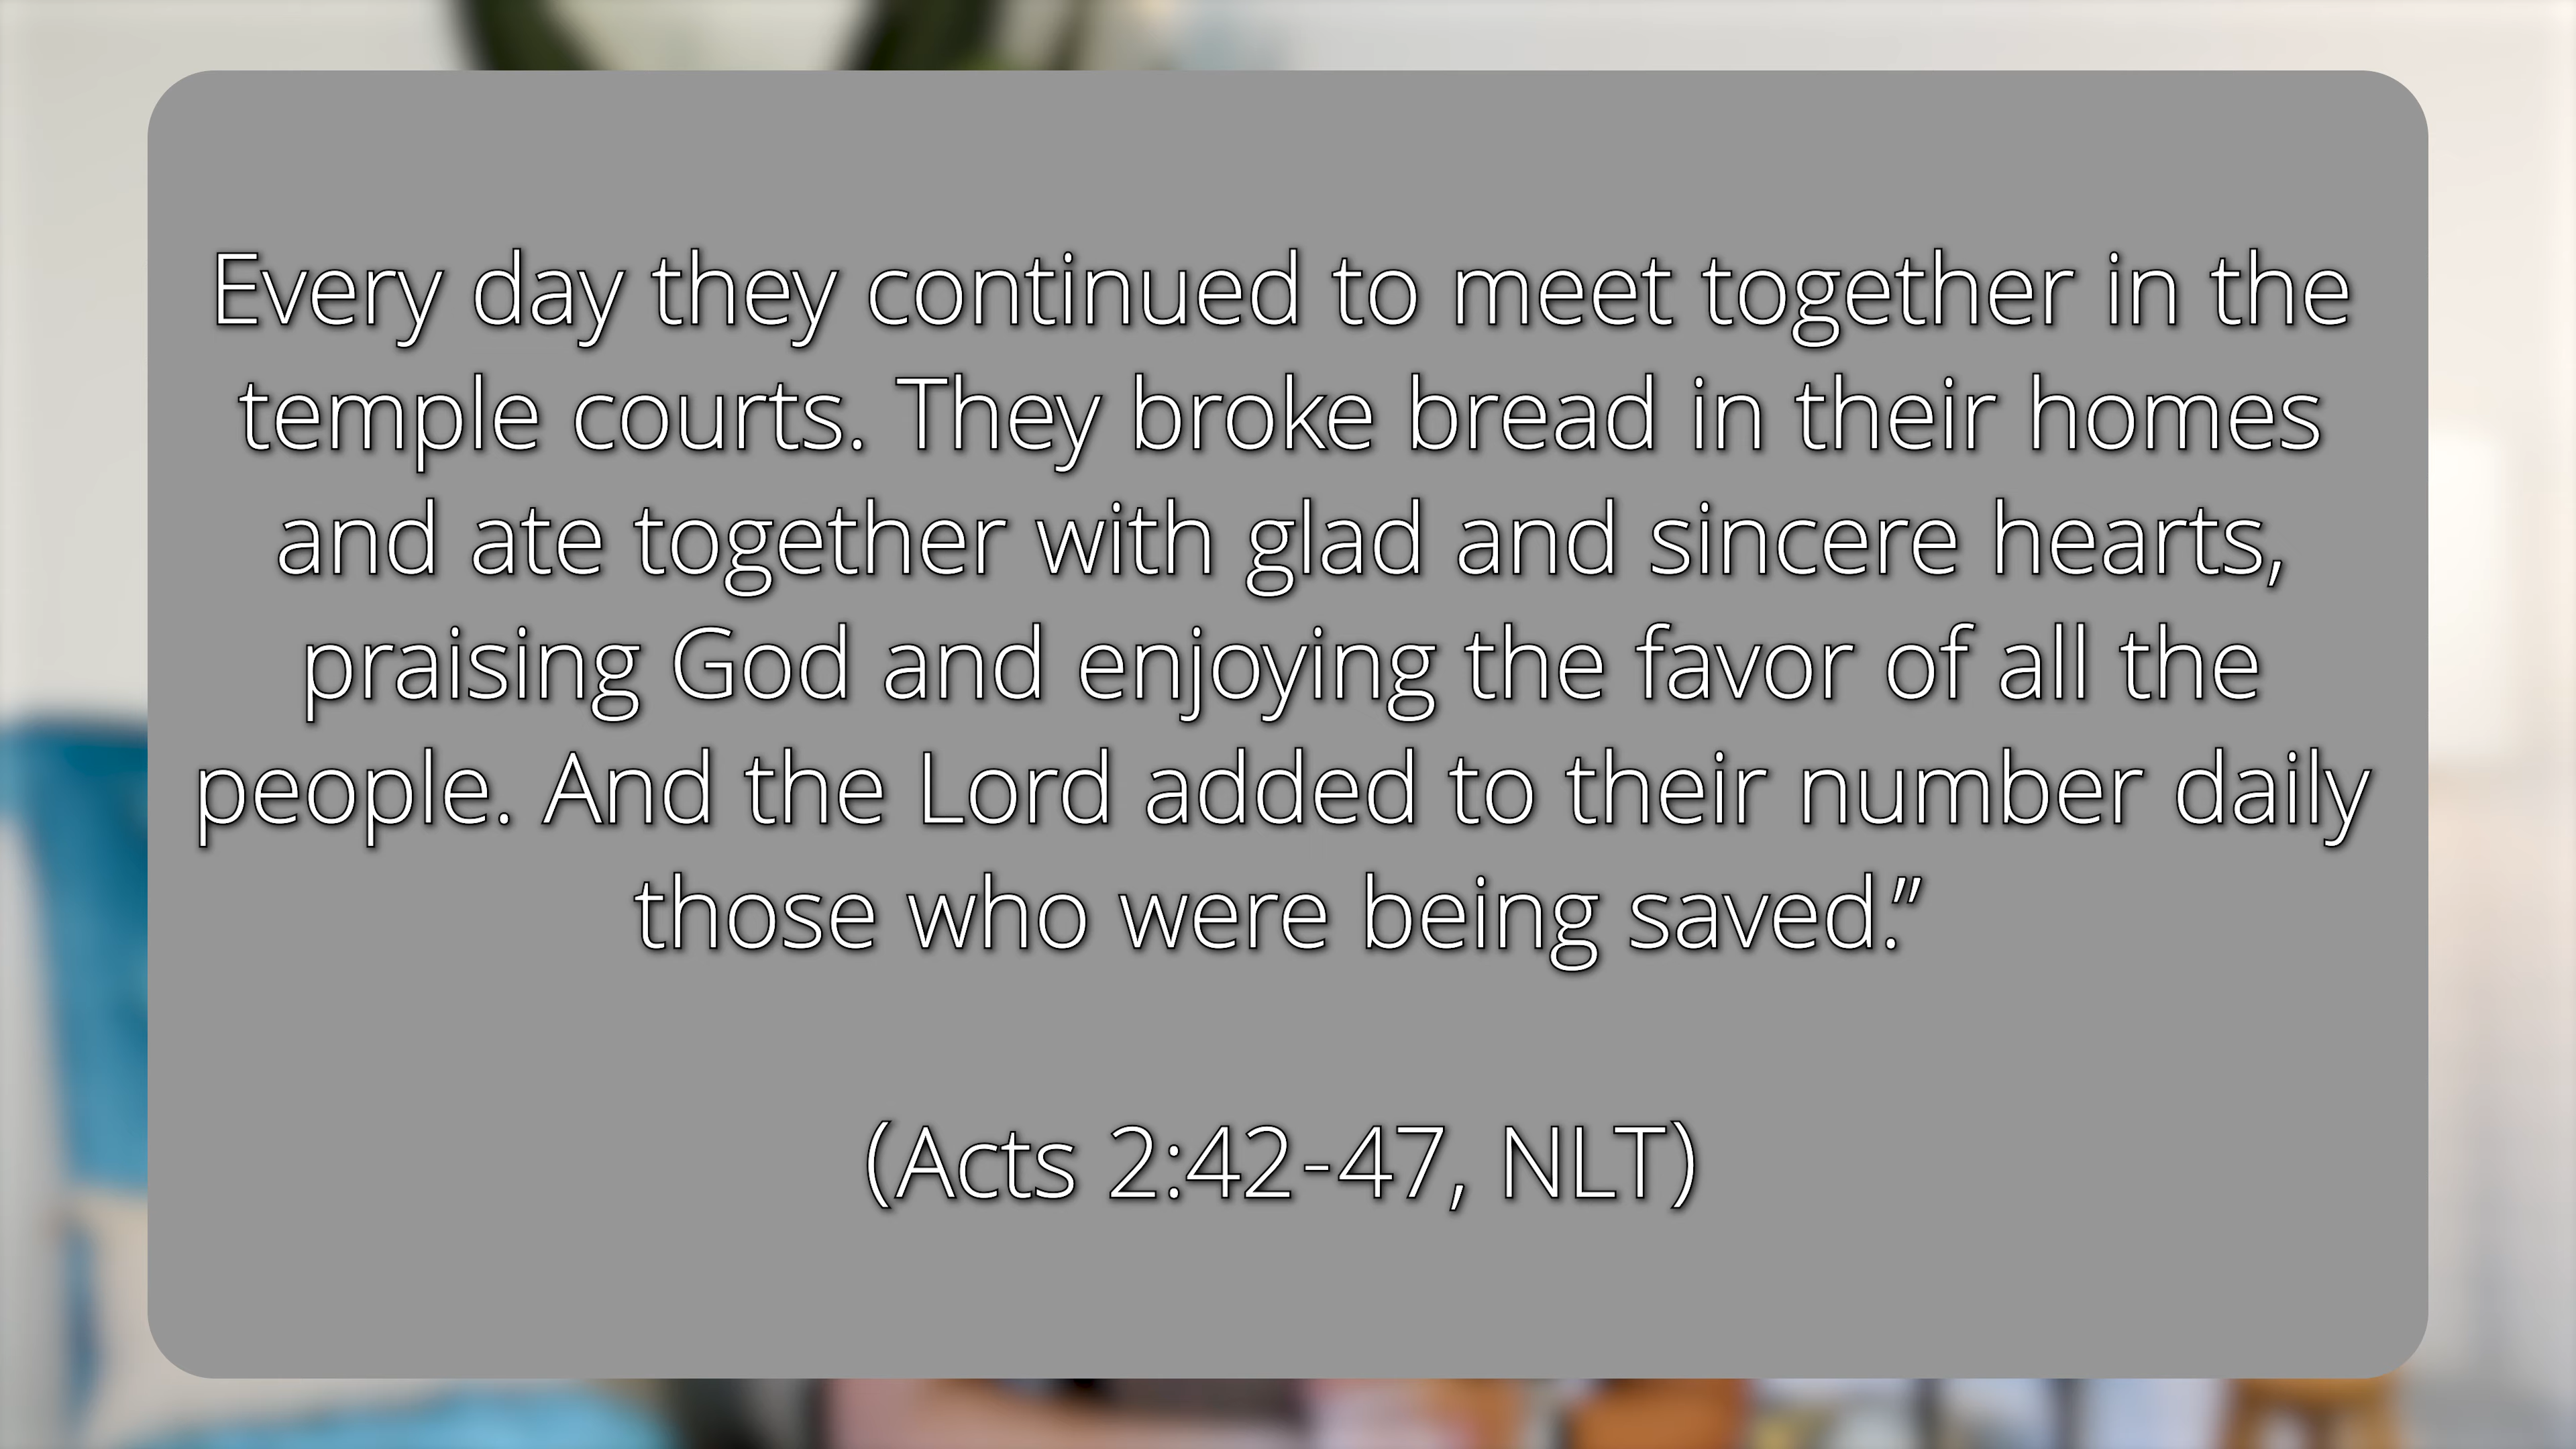 Every day they continued to meet together in the
temple courts. They broke bread in their homes
and ate together with glad and sincere hearts,
praising God and enjoying the favor of all the
people. And the Lord added to their number daily
those who were being saved.”
(Acts 2:42-47, NLT)